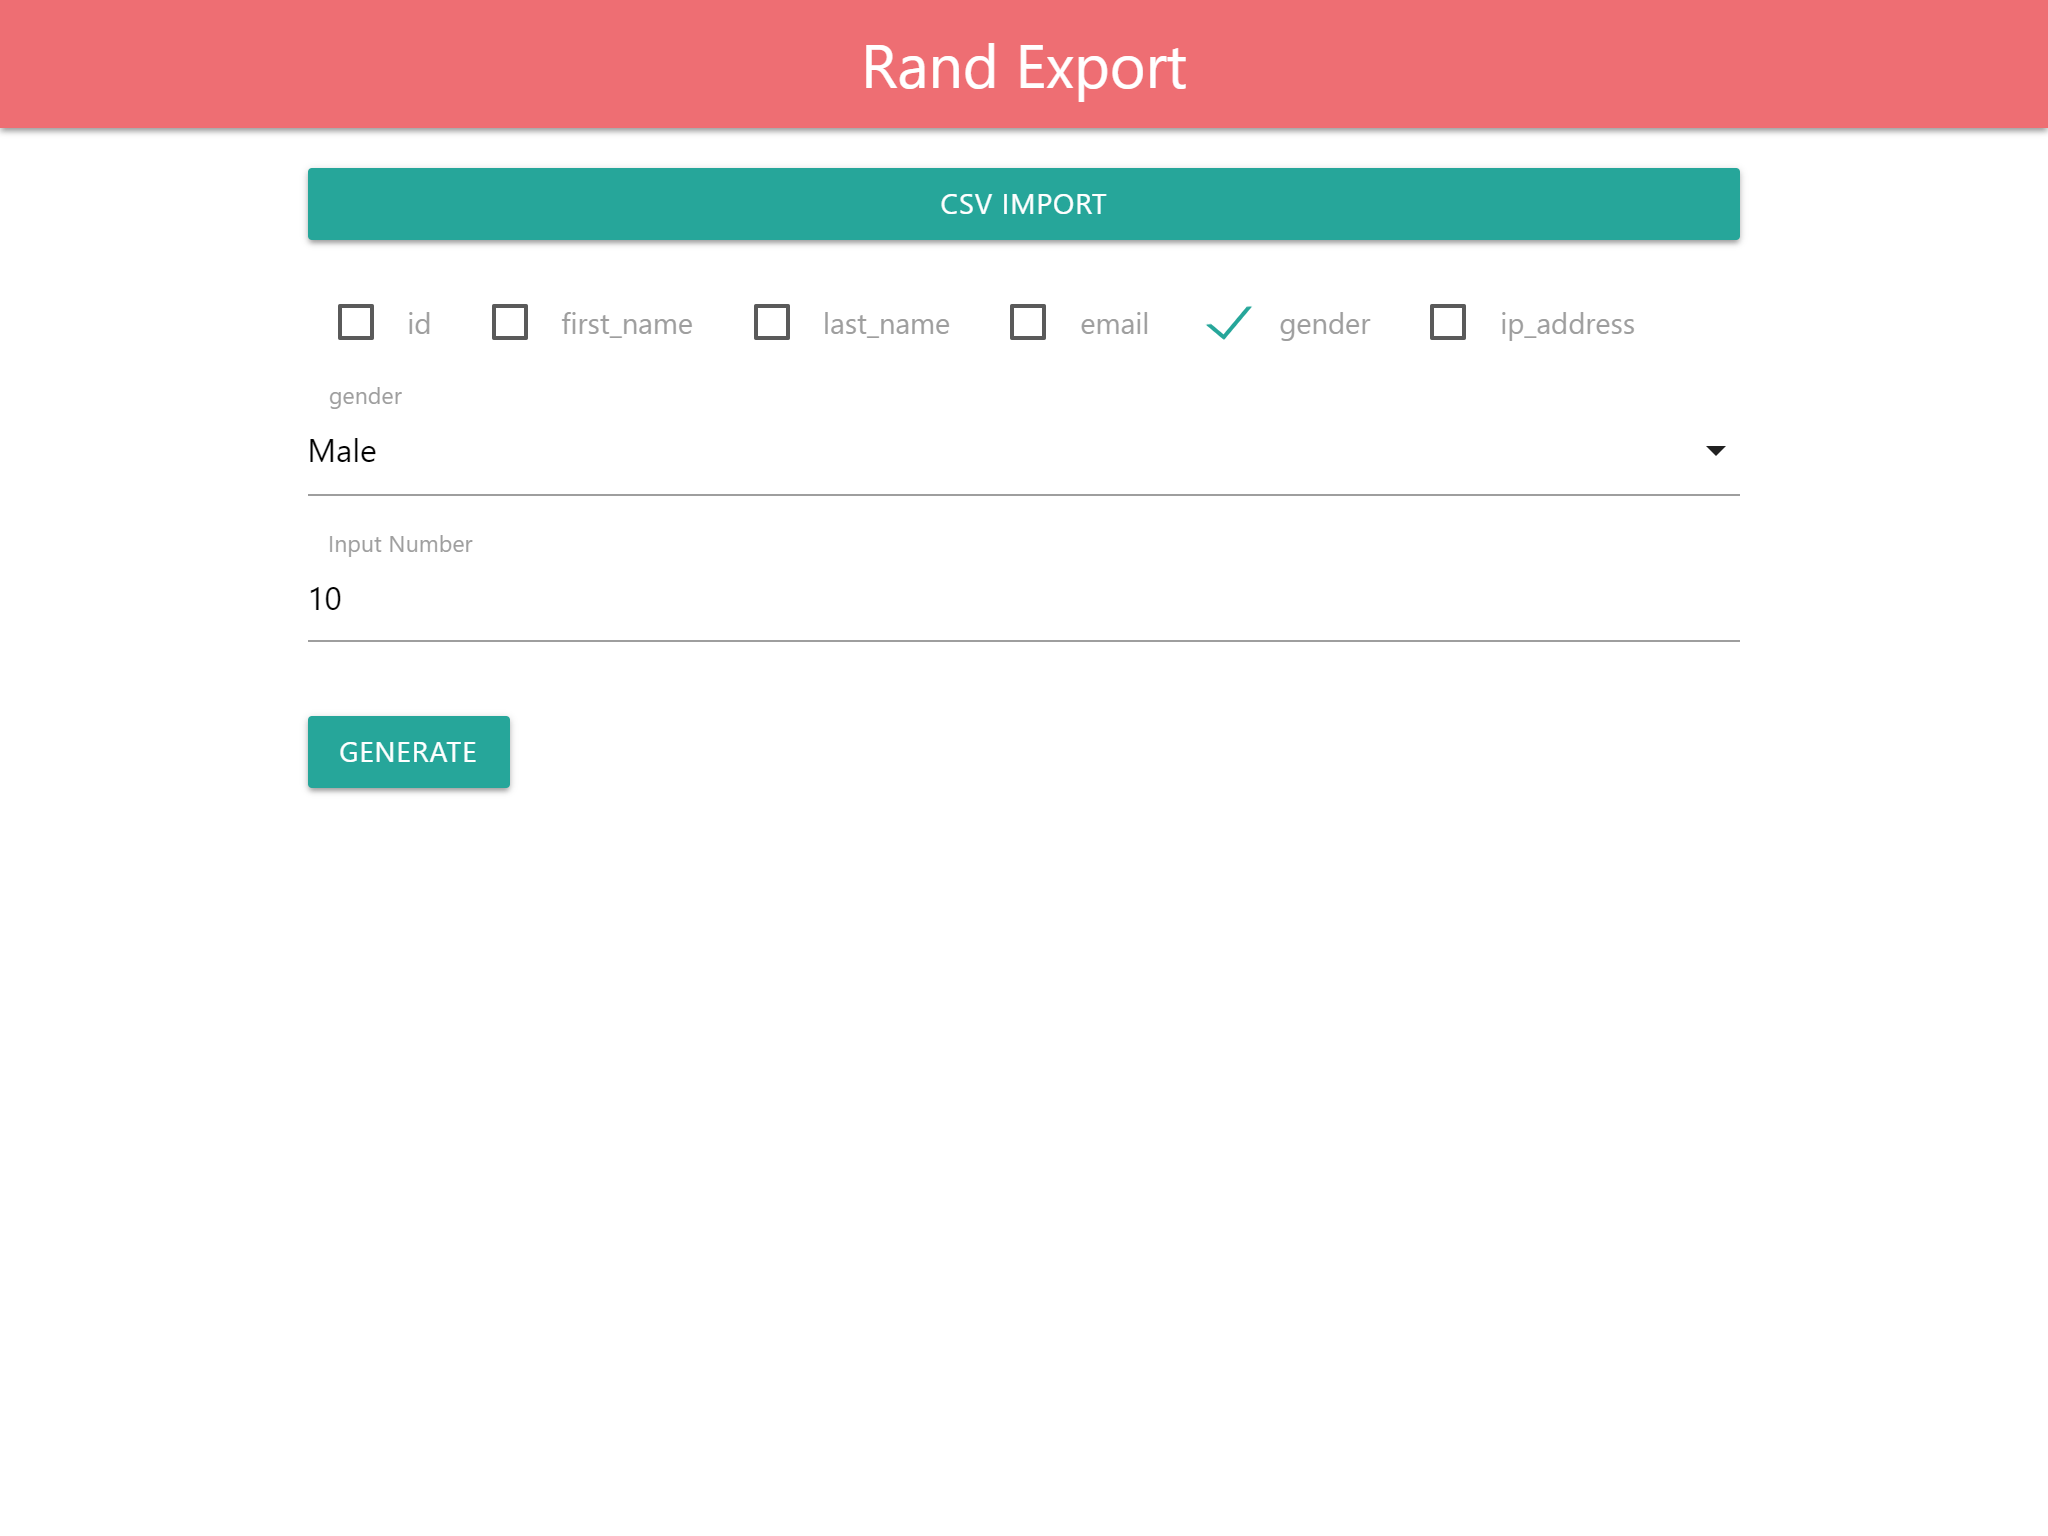 Rand Export
CSV IMPORT
id first_name last_name email gender ip_address
gender
Male
Input Number
10
GENERATE